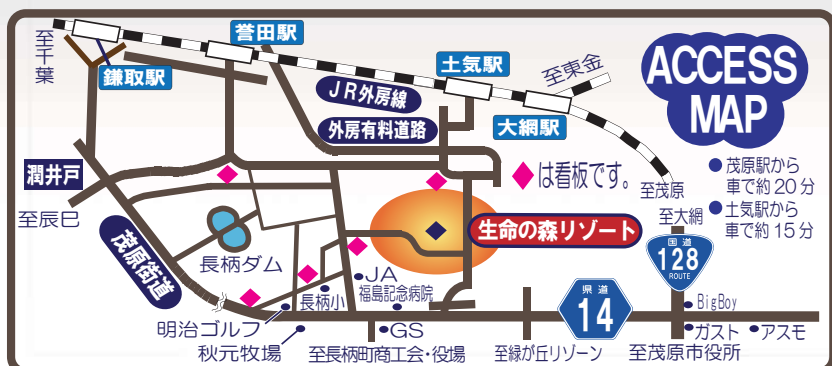 誉田駅
至千葉
鎌取駅
土気駅
至東金
JR外房線
大網駅
外房有料道路
ACCESS
MAP
潤井戸
は看板です。
至茂原
茂原駅から
車で約20分
土気駅から
車で約15分
至辰巳
至大網
生命の森リゾート
茂原街道
長柄ダム
国道
128
ROUTE
JA
福島記念病院
長柄小
県道
14
BigBoy
明治ゴルフ
GS
ガスト
アスモ
秋元牧場
至長柄町商工会・役場
至緑が丘リゾーン
至茂原市役所